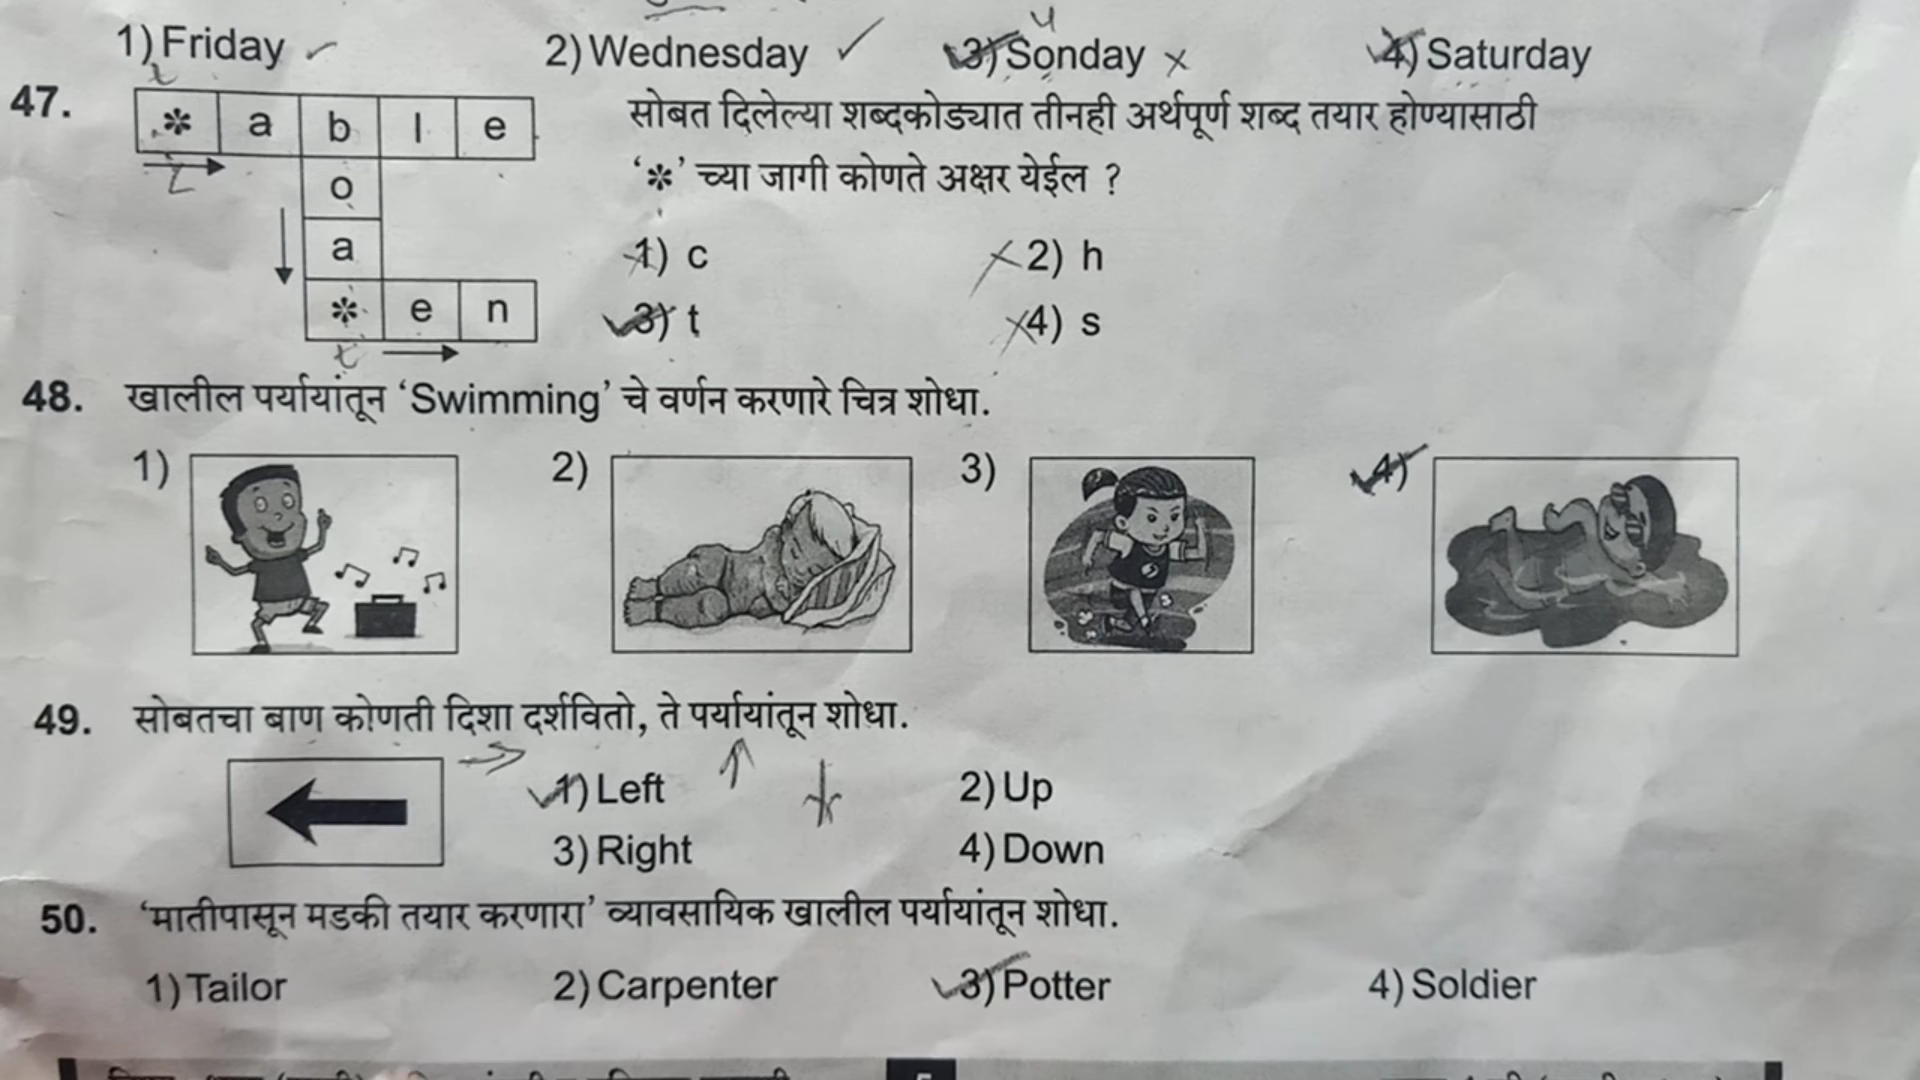 1) Friday 2) Wednesday 3) Sonday 4) Saturday
47. * a b l e सोबत दिलेल्या शब्दकोड्यात तीनही अर्थपूर्ण शब्द तयार होण्यासाठी
o '*' च्या जागी कोणते अक्षर येईल ?
a 1) c 2) h
* e n 3) t 4) s
t
48. खालील पर्यायांतून 'Swimming' चे वर्णन करणारे चित्र शोधा.
1) 2) 3) 4)
49. सोबतचा बाण कोणती दिशा दर्शवितो, ते पर्यायांतून शोधा.
1) Left 2) Up
3) Right 4) Down
50. 'मातीपासून मडकी तयार करणारा' व्यावसायिक खालील पर्यायांतून शोधा.
1) Tailor 2) Carpenter 3) Potter 4) Soldier